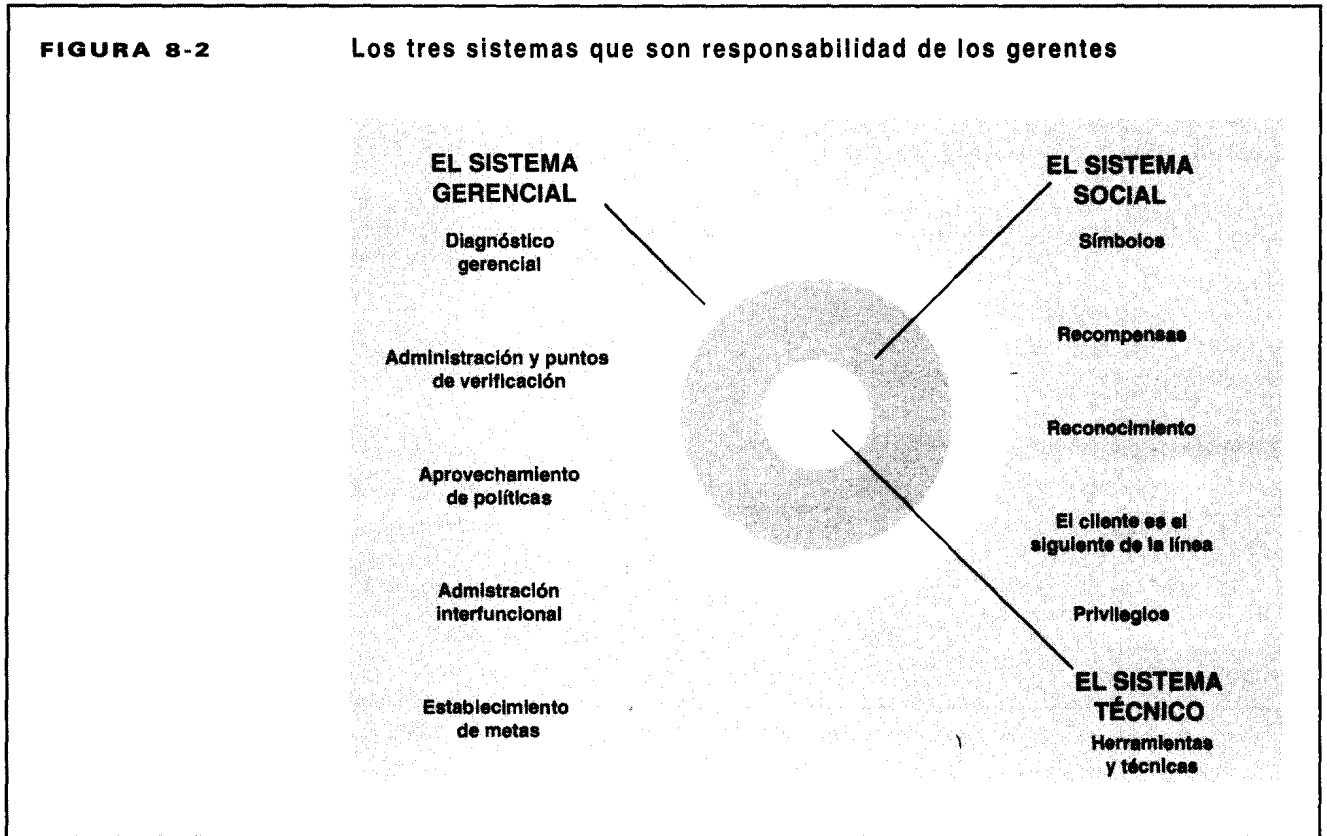 FIGURA 8-2
Los tres sistemas que son responsabilidad de los gerentes
EL SISTEMA
GERENCIAL
Diagnóstico
gerencial
Administración y puntos
de verificación
Aprovechamiento
de políticas
Admistración
interfuncional
Establecimiento
de metas
EL SISTEMA
SOCIAL
Símbolos
Recompensas
Reconocimiento
El cliente es el
siguiente de la línea
Privilegios
EL SISTEMA
TÉCNICO
Herramientas
y técnicas